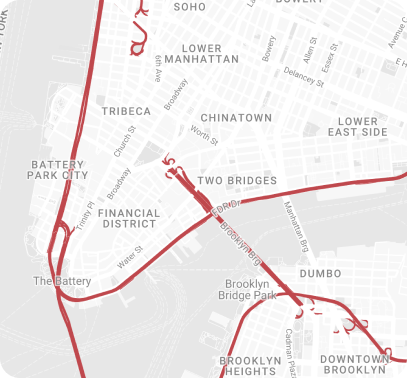 BOWERY
SOHO
LOWER
MANHATTAN
6th Ave
Bowery
Allen St
Essex St
Avenue C
Delancey St
Broadway
TRIBECA
CHINATOWN
Worth St
LOWER
EAST SIDE
Church St
BATTERY
PARK CITY
TWO BRIDGES
Broadway
Trinity Pl
FINANCIAL
DISTRICT
FDR Dr
Manhattan Brg
Brooklyn Brg
Water St
The Battery
DUMBO
Brooklyn
Bridge Park
Cadman Plaza
BROOKLYN
HEIGHTS
DOWNTOWN
BROOKLYN